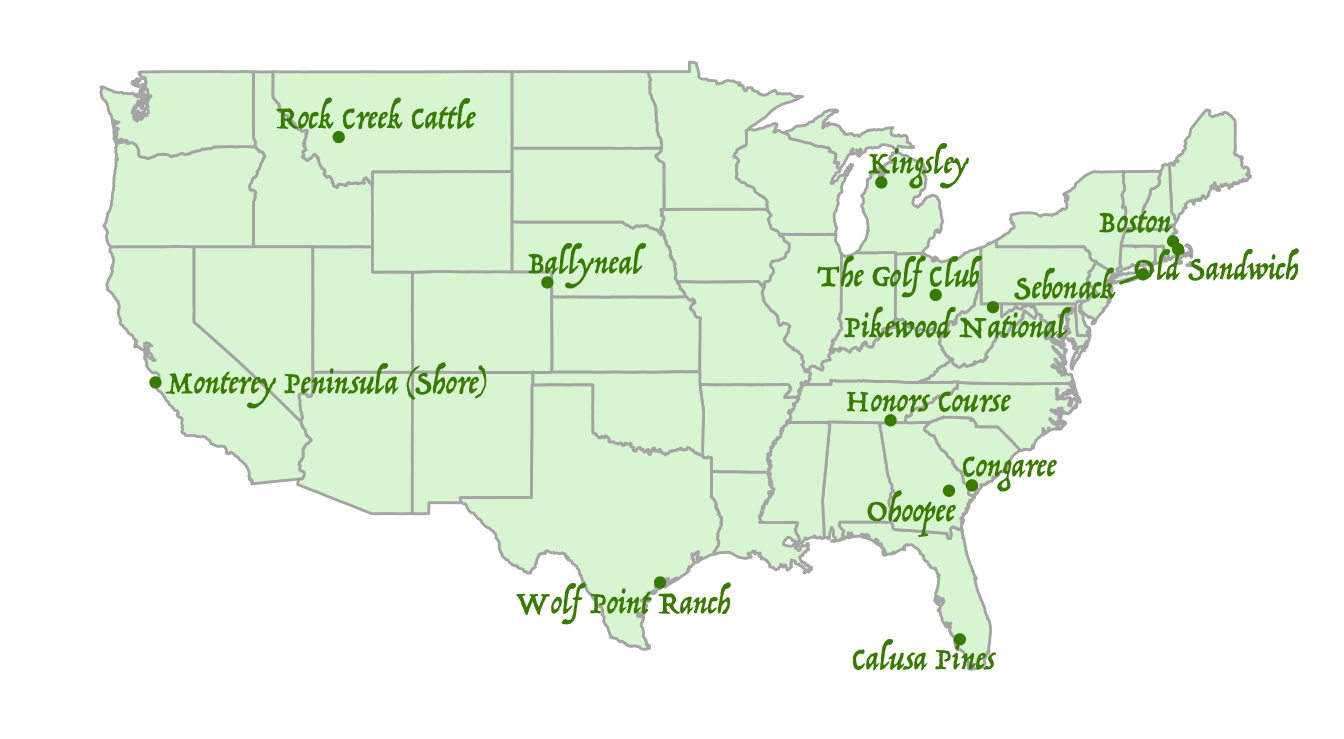 Rock Creek Cattle
Kingsley
Boston
Ballyneal
The Golf Club
Old Sandwich
Sebonack
Pikewood National
Monterey Peninsula (Shore)
Honors Course
Congaree
Ohoopee
Wolf Point Ranch
Calusa Pines